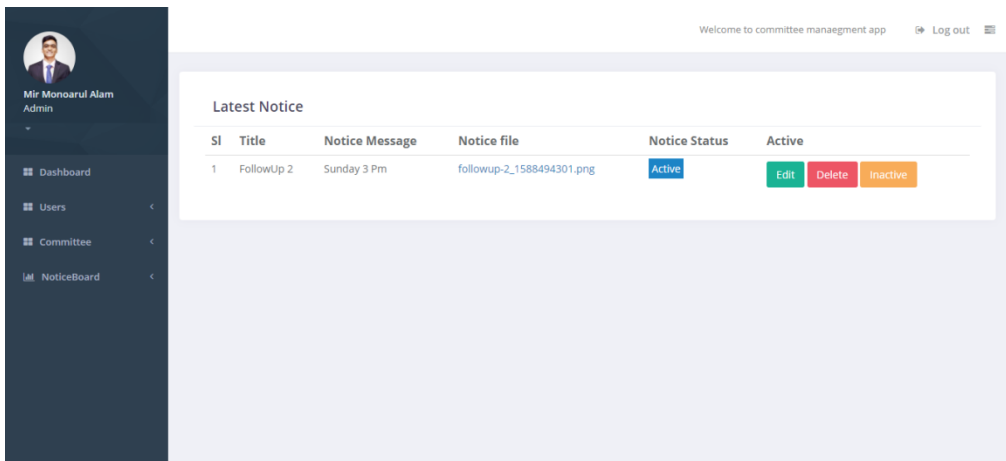 Welcome to committee manaegment app Log out
Mir Monoarul Alam
Admin
Dashboard
Users
Committee
NoticeBoard
Latest Notice
Sl Title Notice Message Notice file Notice Status Active
1 FollowUp 2 Sunday 3 Pm followup-2_1588494301.png Active Edit Delete Inactive